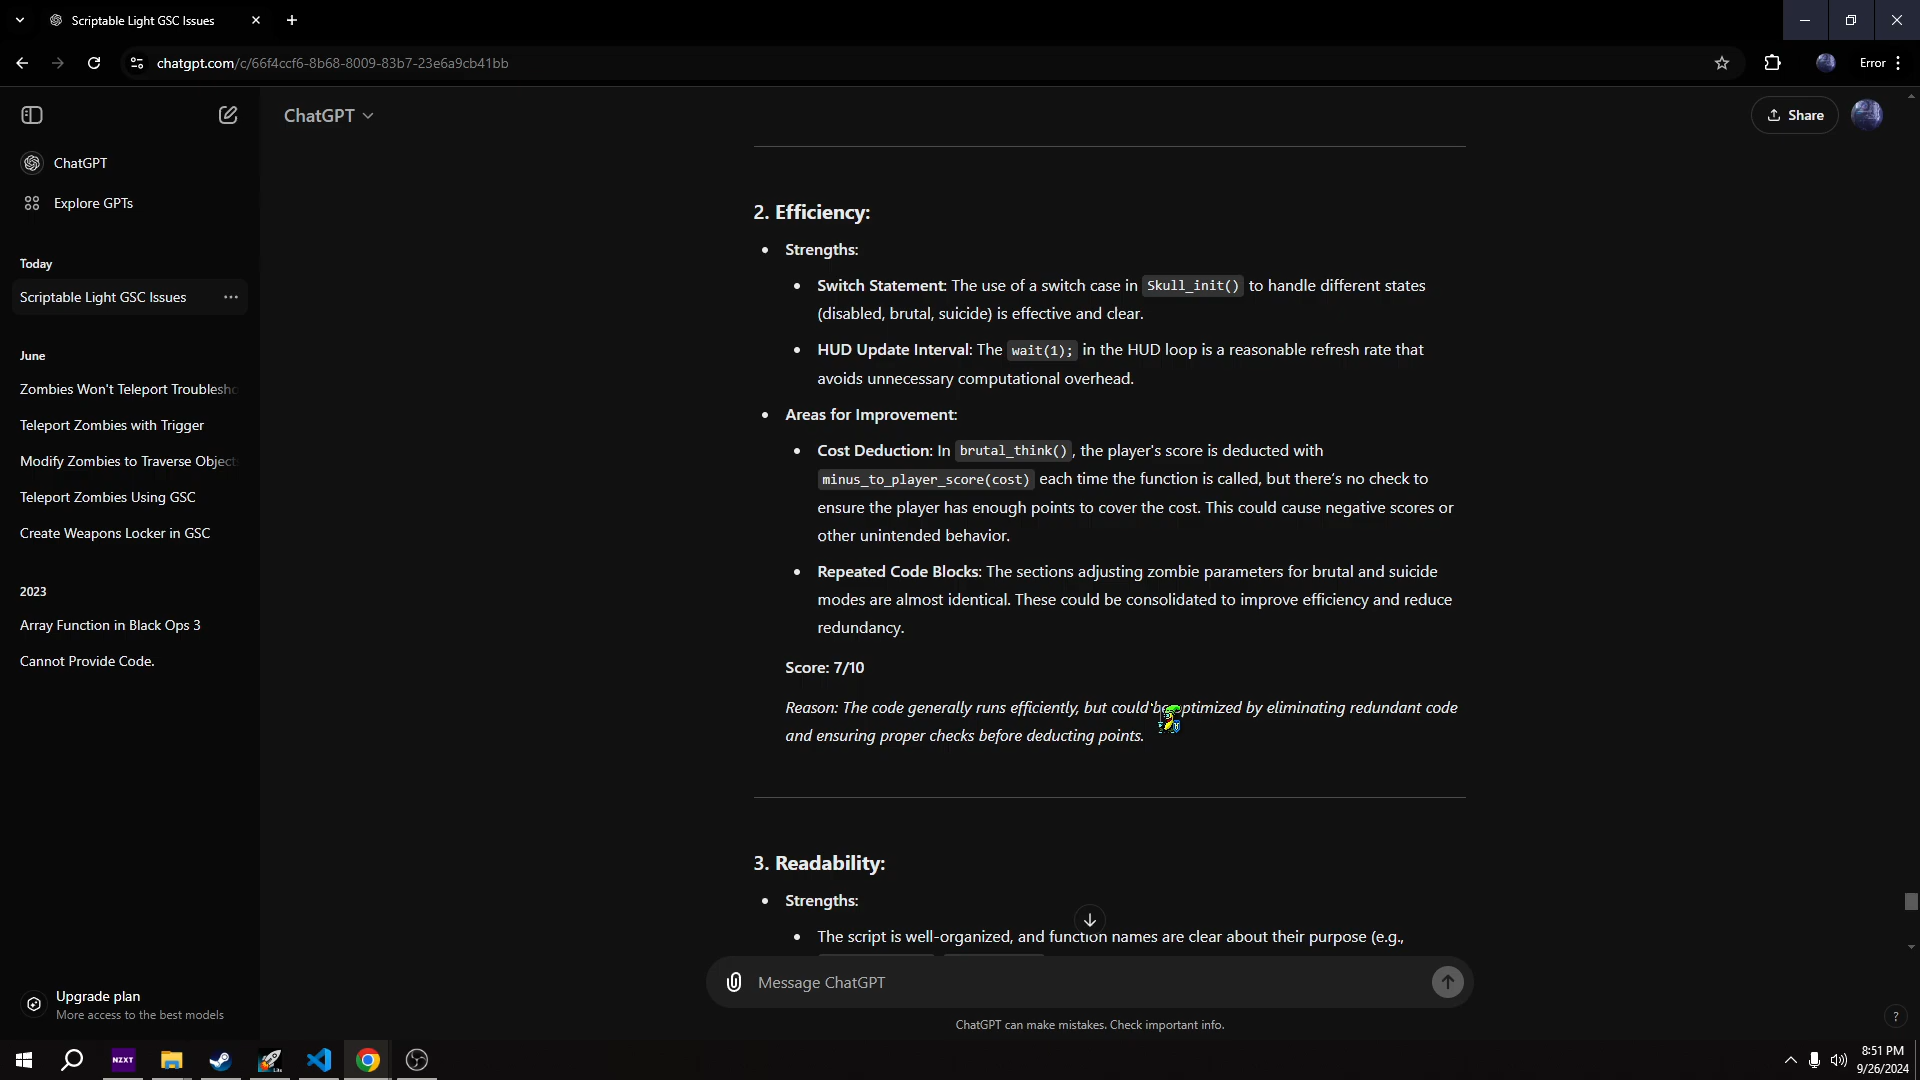 Scriptable Light GSC Issues
chatgpt.com/c/66f4ccf6-8b68-8009-83b7-23e6a9cb41bb
Error
ChatGPT
Share
ChatGPT
Explore GPTs
Today
Scriptable Light GSC Issues
June
Zombies Won't Teleport Troublesho
Teleport Zombies with Trigger
Modify Zombies to Traverse Object
Teleport Zombies Using GSC
Create Weapons Locker in GSC
2023
Array Function in Black Ops 3
Cannot Provide Code.
Upgrade plan
More access to the best models
2. Efficiency:
• Strengths:
• Switch Statement: The use of a switch case in Skull_init() to handle different states
(disabled, brutal, suicide) is effective and clear.
• HUD Update Interval: The wait(1); in the HUD loop is a reasonable refresh rate that
avoids unnecessary computational overhead.
• Areas for Improvement:
• Cost Deduction: In brutal_think(), the player's score is deducted with
minus_to_player_score(cost) each time the function is called, but there's no check to
ensure the player has enough points to cover the cost. This could cause negative scores or
other unintended behavior.
• Repeated Code Blocks: The sections adjusting zombie parameters for brutal and suicide
modes are almost identical. These could be consolidated to improve efficiency and reduce
redundancy.
Score: 7/10
Reason: The code generally runs efficiently, but could be optimized by eliminating redundant code
and ensuring proper checks before deducting points.
3. Readability:
• Strengths:
• The script is well-organized, and function names are clear about their purpose (e.g.,
Message ChatGPT
ChatGPT can make mistakes. Check important info.
?
NZXT
Lite
8:51 PM
9/26/2024